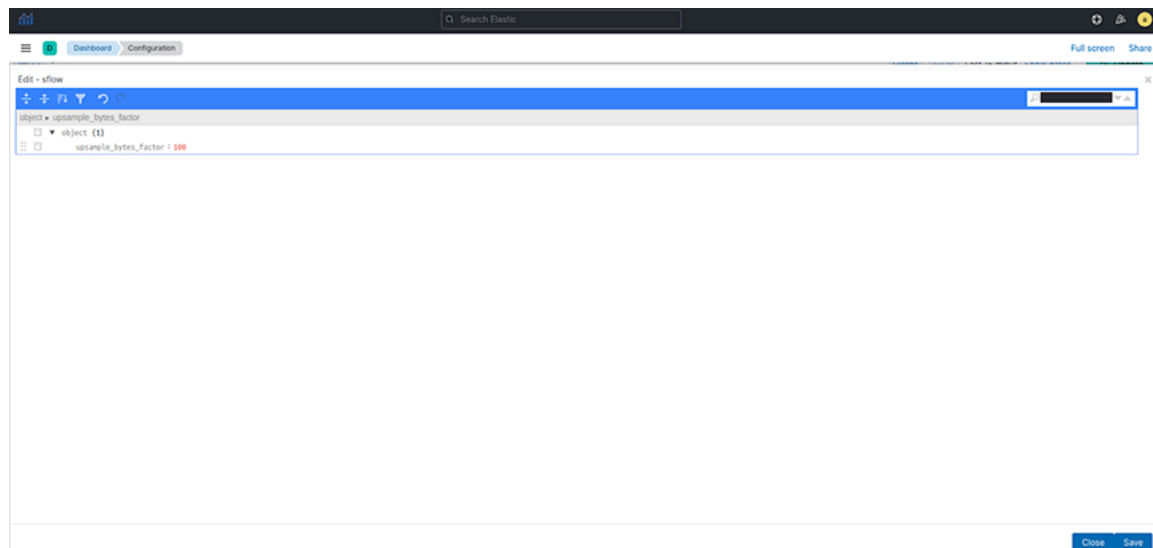 Search Elastic
a
D Dashboard Configuration Full screen Share
Edit - sflow
object ► upsample_bytes_factor
▼ object {1}
upsample_bytes_factor : 100
Close Save